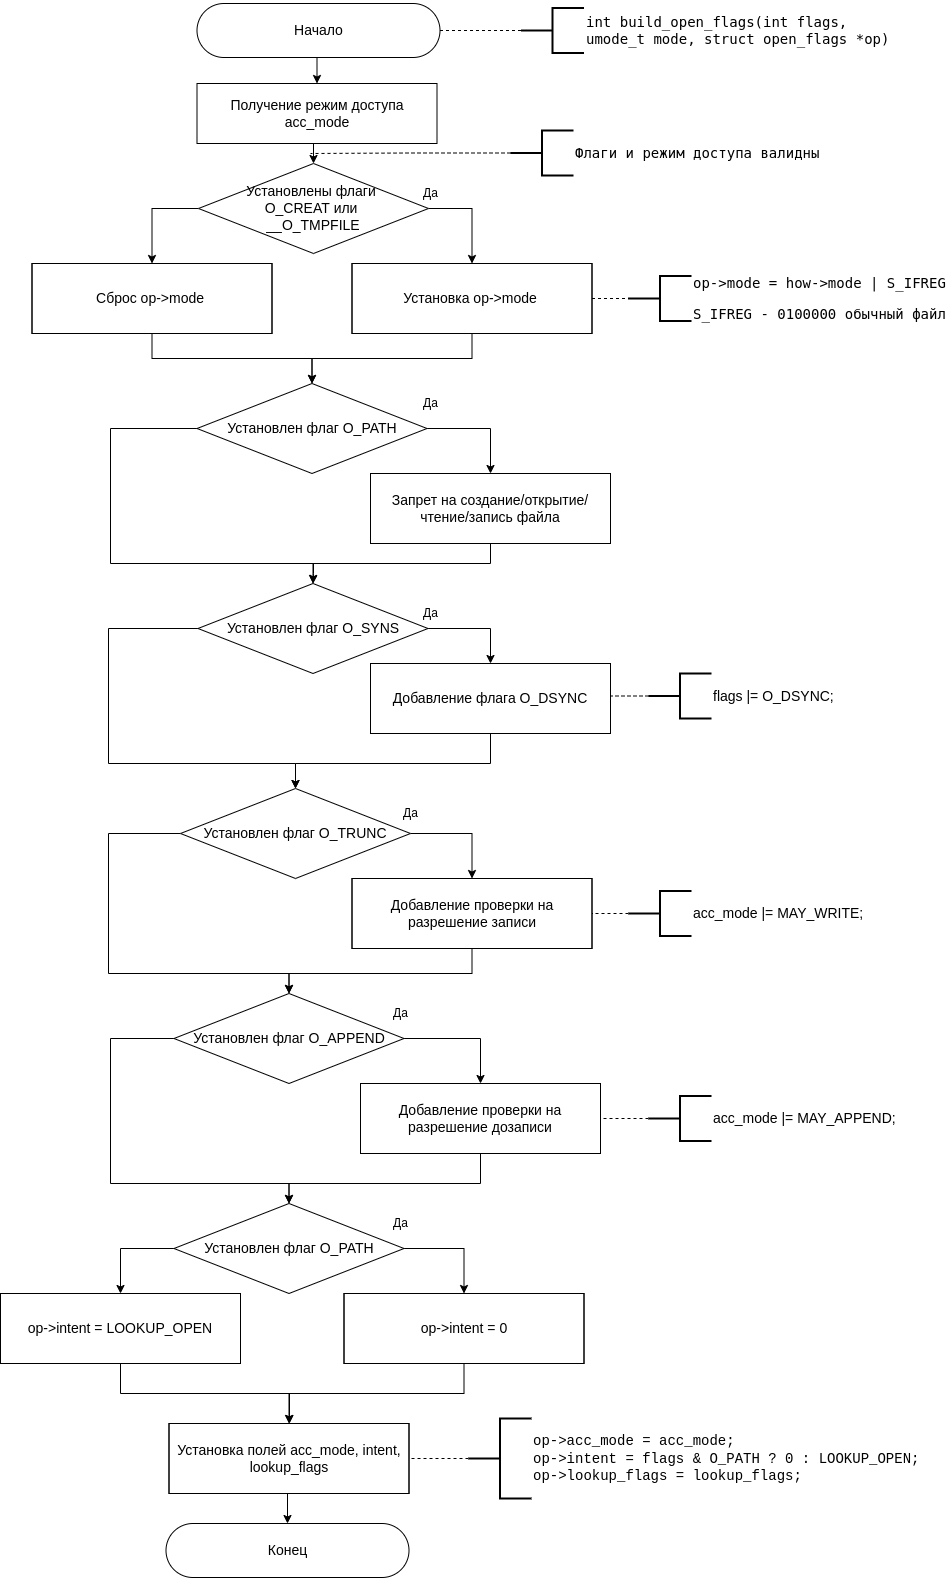 Начало
int build_open_flags(int flags,
umode_t mode, struct open_flags *op)
Получение режим доступа
acc_mode
Флаги и режим доступа валидны
Установлены флаги
O_CREAT или
__O_TMPFILE
Да
Сброс op->mode
Установка op->mode
op->mode = how->mode | S_IFREG
S_IFREG - 0100000 обычный файл
Да
Установлен флаг O_PATH
Запрет на создание/открытие/
чтение/запись файла
Да
Установлен флаг O_SYNS
Добавление флага O_DSYNC
flags |= O_DSYNC;
Да
Установлен флаг O_TRUNC
Добавление проверки на
разрешение записи
acc_mode |= MAY_WRITE;
Да
Установлен флаг O_APPEND
Добавление проверки на
разрешение дозаписи
acc_mode |= MAY_APPEND;
Да
Установлен флаг O_PATH
op->intent = LOOKUP_OPEN
op->intent = 0
Установка полей acc_mode, intent,
lookup_flags
op->acc_mode = acc_mode;
op->intent = flags & O_PATH ? 0 : LOOKUP_OPEN;
op->lookup_flags = lookup_flags;
Конец